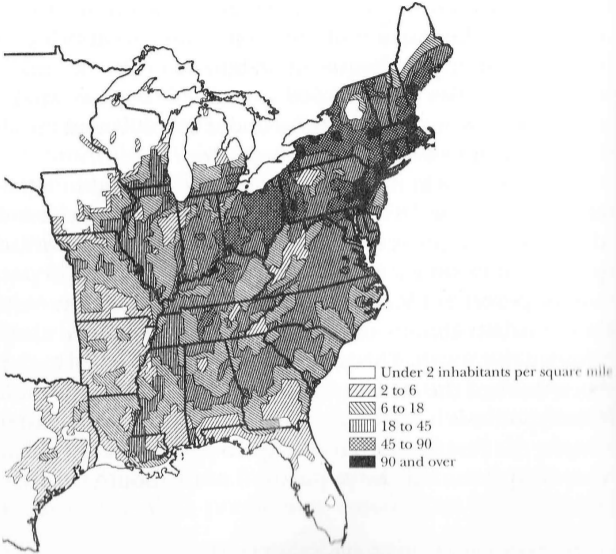 Under 2 inhabitants per square mile
2 to 6
6 to 18
18 to 45
45 to 90
90 and over